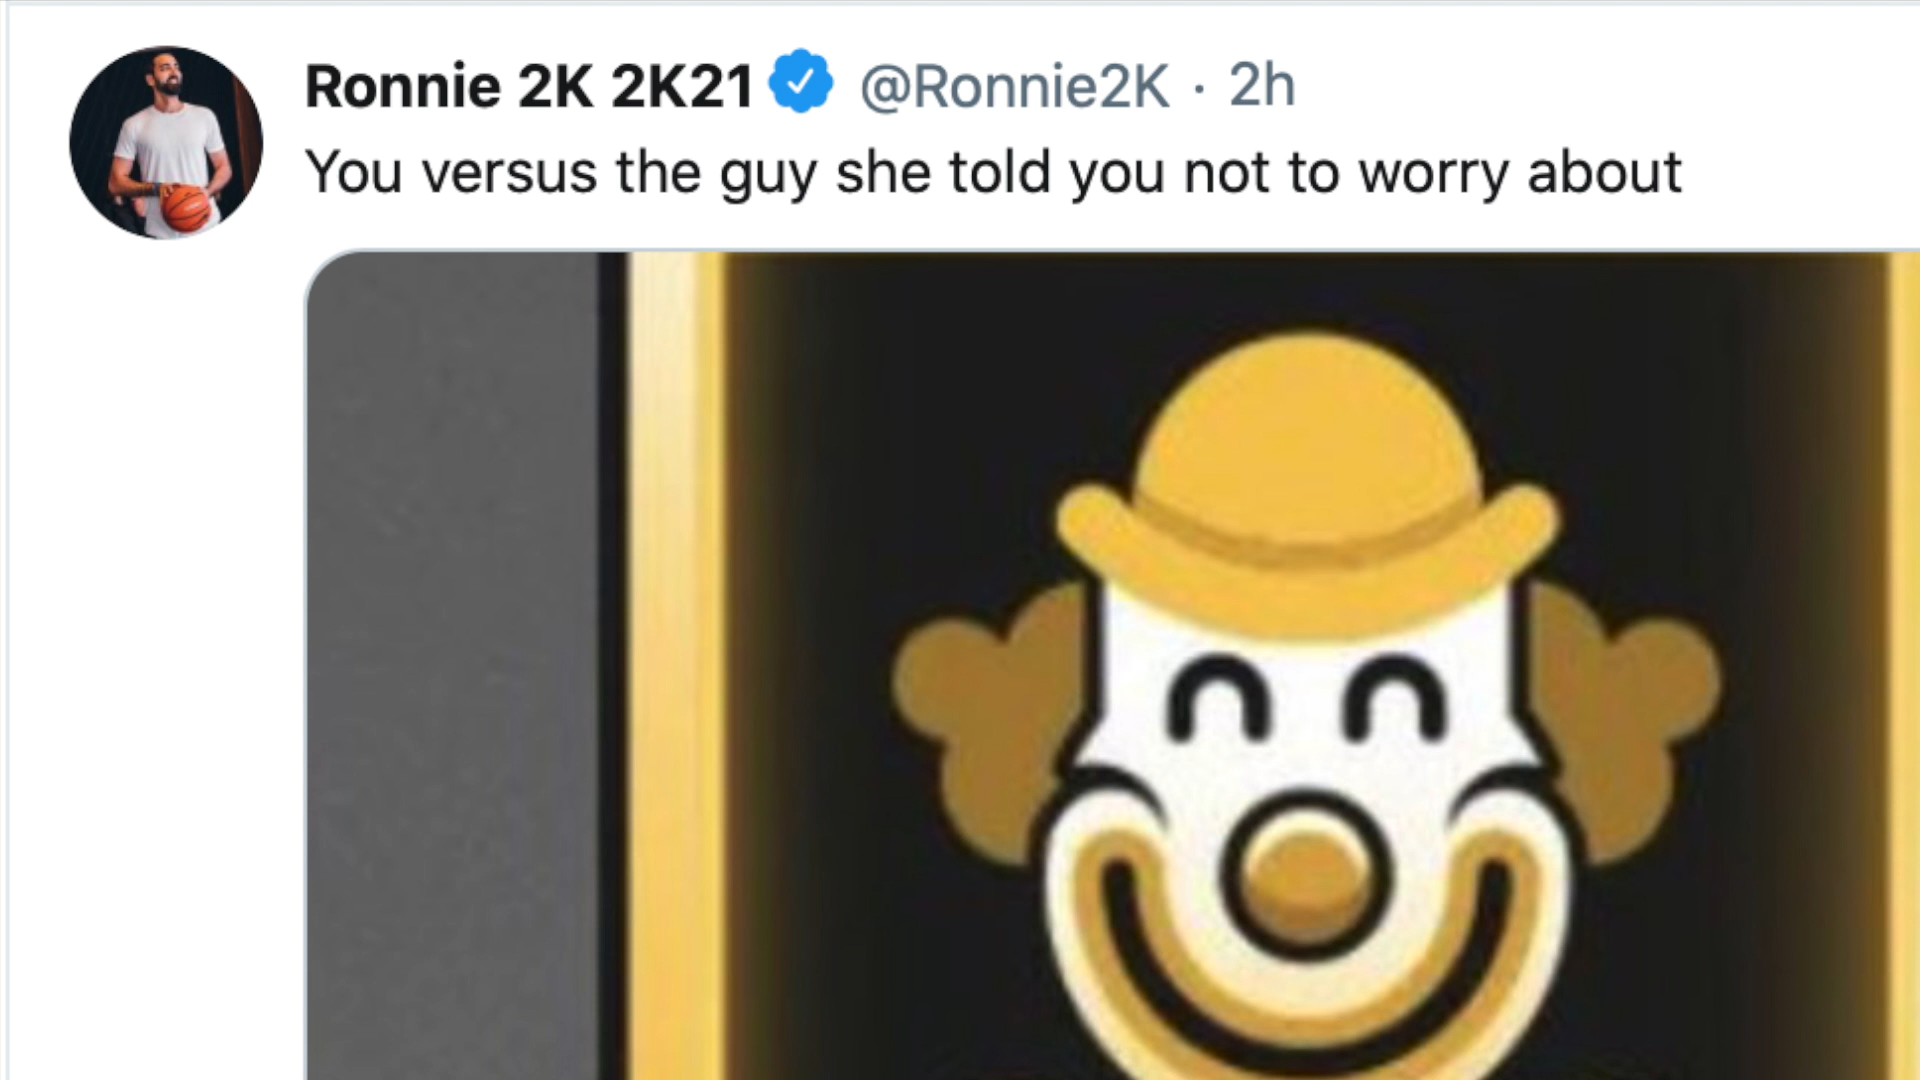 Ronnie 2K 2K21 @Ronnie2K · 2h
You versus the guy she told you not to worry about